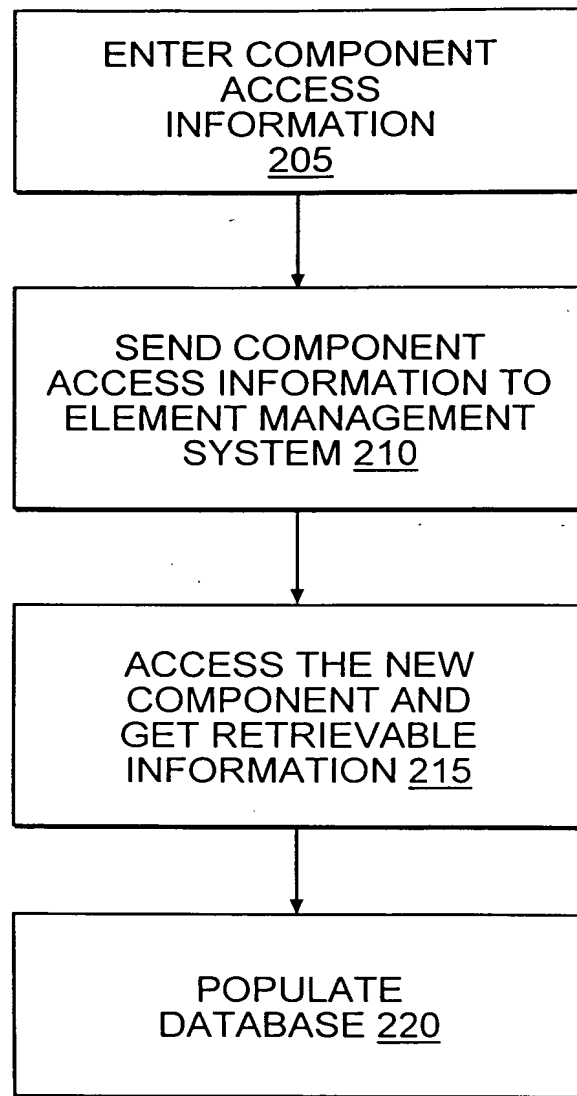 ENTER COMPONENT
ACCESS
INFORMATION
205
SEND COMPONENT
ACCESS INFORMATION TO
ELEMENT MANAGEMENT
SYSTEM 210
ACCESS THE NEW
COMPONENT AND
GET RETRIEVABLE
INFORMATION 215
POPULATE
DATABASE 220